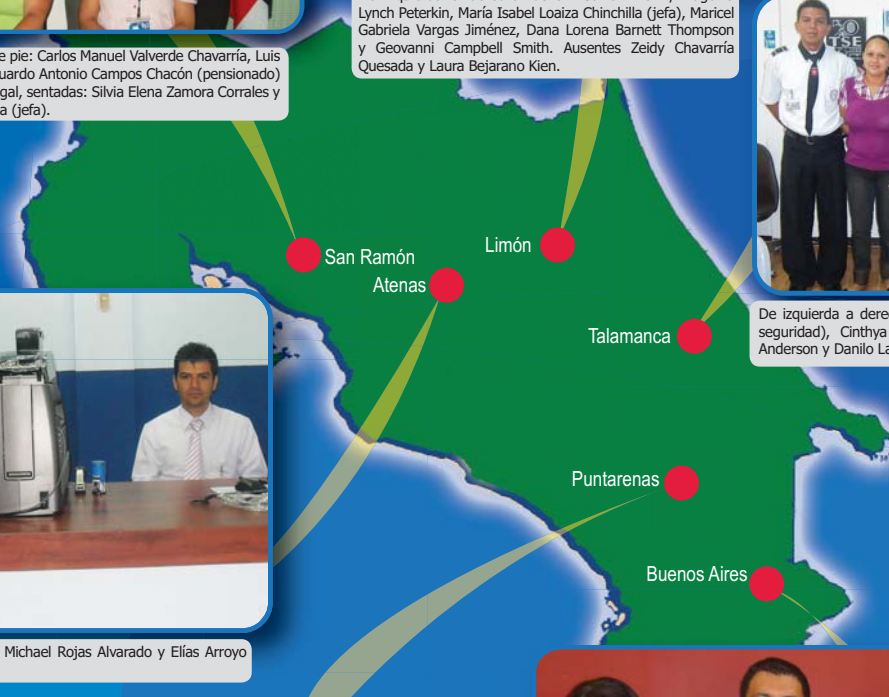 e pie: Carlos Manuel Valverde Chavarría, Luis
uardo Antonio Campos Chacón (pensionado)
gal, sentadas: Silvia Elena Zamora Corrales y
a (jefa).
Lynch Peterkin, María Isabel Loaiza Chinchilla (jefa), Maricel
Gabriela Vargas Jiménez, Dana Lorena Barnett Thompson
y Geovanni Campbell Smith. Ausentes Zeidy Chavarría
Quesada y Laura Bejarano Kien.
TSE
San Ramón
Limón
Atenas
Talamanca
De izquierda a derec
seguridad), Cinthya
Anderson y Danilo La
Puntarenas
Buenos Aires
Michael Rojas Alvarado y Elías Arroyo